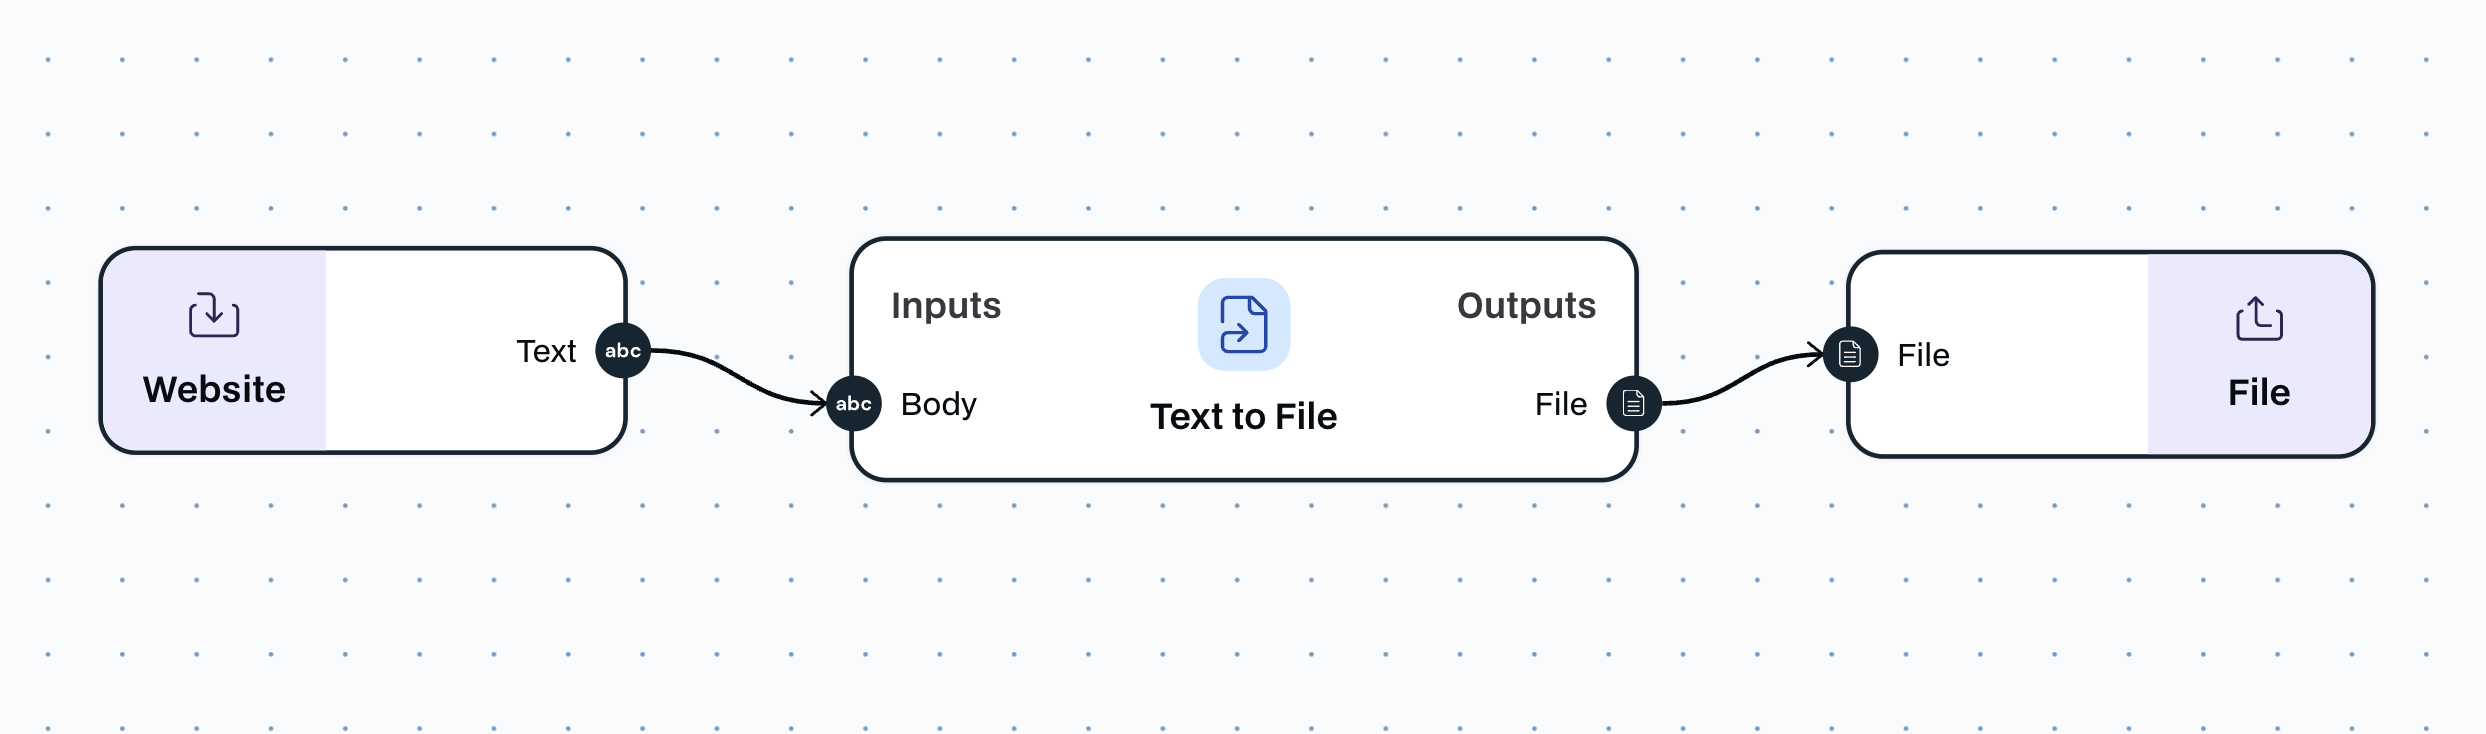 Website
Text
abc
Inputs
abc
Body
Text to File
Outputs
File
File
File